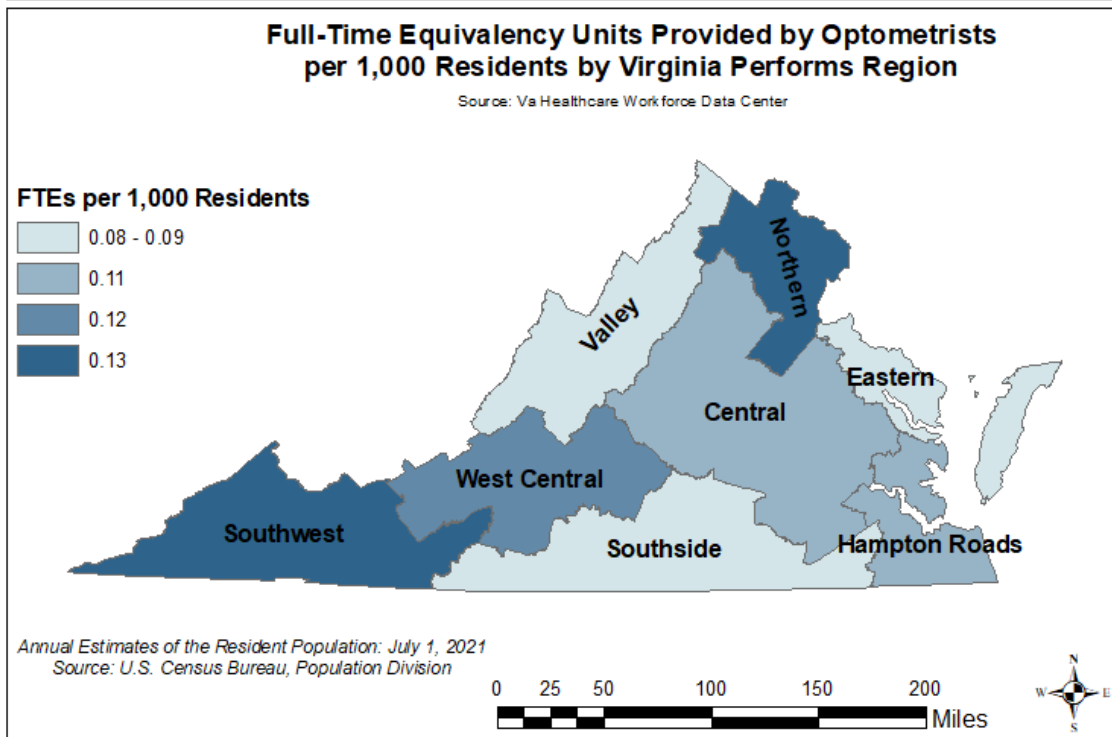 Full-Time Equivalency Units Provided by Optometrists
per 1,000 Residents by Virginia Performs Region
Source: Va Healthcare Workforce Data Center
FTEs per 1,000 Residents
0.08 - 0.09
0.11
0.12
0.13
Northern
Valley
Eastern
Central
West Central
Southwest
Southside
Hampton Roads
Annual Estimates of the Resident Population: July 1, 2021
Source: U.S. Census Bureau, Population Division
0 25 50 100 150 200
Miles
N
W E
S